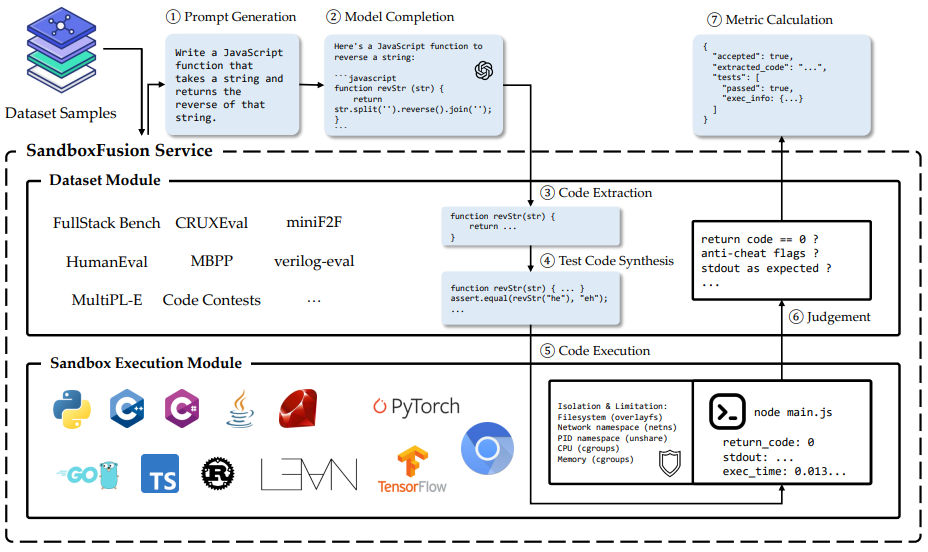 ① Prompt Generation
② Model Completion
⑦ Metric Calculation
Dataset Samples
Write a JavaScript
function that
takes a string and
returns the
reverse of that
string.
Here's a JavaScript function to
reverse a string:
```javascript
function revStr (str) {
return
str.split('').reverse().join('');
}
```
{
"accepted": true,
"extracted_code": "...",
"tests": [
"passed": true,
"exec_info: {...}
]
}
SandboxFusion Service
Dataset Module
FullStack Bench
CRUXEval
miniF2F
HumanEval
MBPP
verilog-eval
MultiPL-E
Code Contests
...
③ Code Extraction
function revStr(str) {
return ...
}
④ Test Code Synthesis
function revStr(str) { ... }
assert.equal(revStr("he"), "eh");
...
return code == 0 ?
anti-cheat flags ?
stdout as expected ?
...
⑥ Judgement
⑤ Code Execution
Sandbox Execution Module
C++
C#
Java
PyTorch
GO
TS
R
LEAN
TensorFlow
Isolation & Limitation:
Filesystem (overlayfs)
Network namespace (netns)
PID namespace (unshare)
CPU (cgroups)
Memory (cgroups)
node main.js
return_code: 0
stdout: ...
exec_time: 0.013...